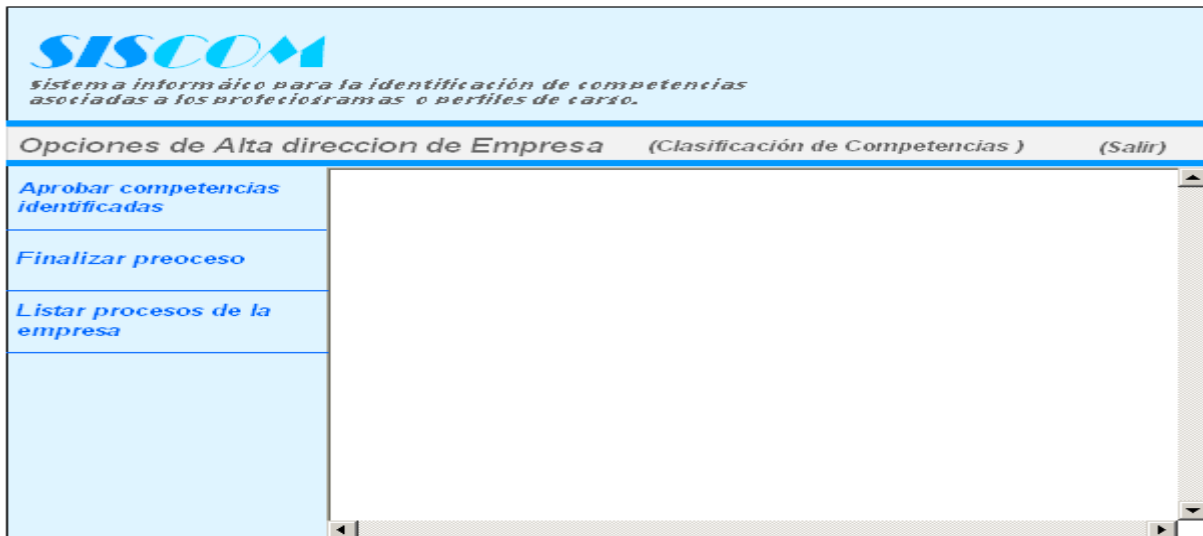 SISCOM
Sistema informáico para la identificación de competencias
asociadas a los profeciogramas o perfiles de cargo.
Opciones de Alta direccion de Empresa (Clasificación de Competencias ) (Salir)
Aprobar competencias
identificadas
Finalizar preoceso
Listar procesos de la
empresa